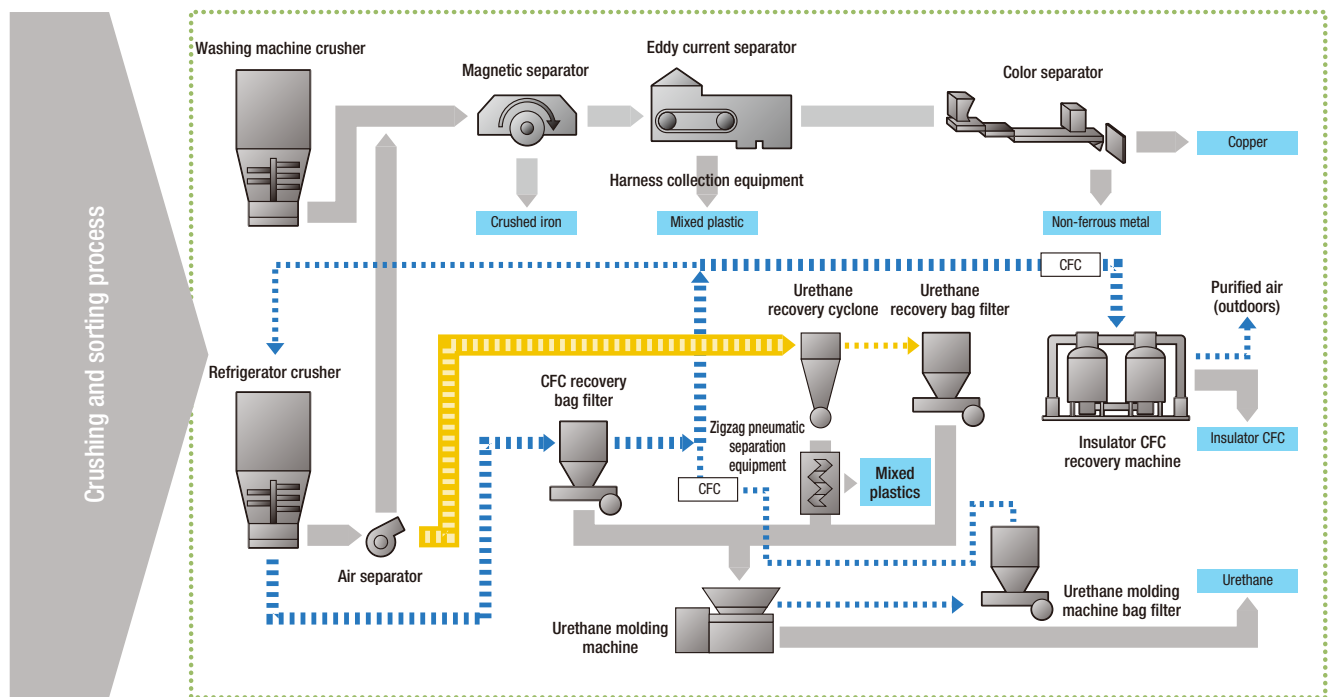 Crushing and sorting process
Washing machine crusher
Magnetic separator
Eddy current separator
Color separator
Copper
Harness collection equipment
Crushed iron
Mixed plastic
Non-ferrous metal
CFC
Urethane
recovery cyclone
Urethane
recovery bag filter
Purified air
(outdoors)
Refrigerator crusher
CFC recovery
bag filter
Zigzag pneumatic
separation
equipment
Insulator CFC
recovery machine
Insulator CFC
CFC
Mixed
plastics
Air separator
Urethane molding
machine
Urethane molding
machine bag filter
Urethane